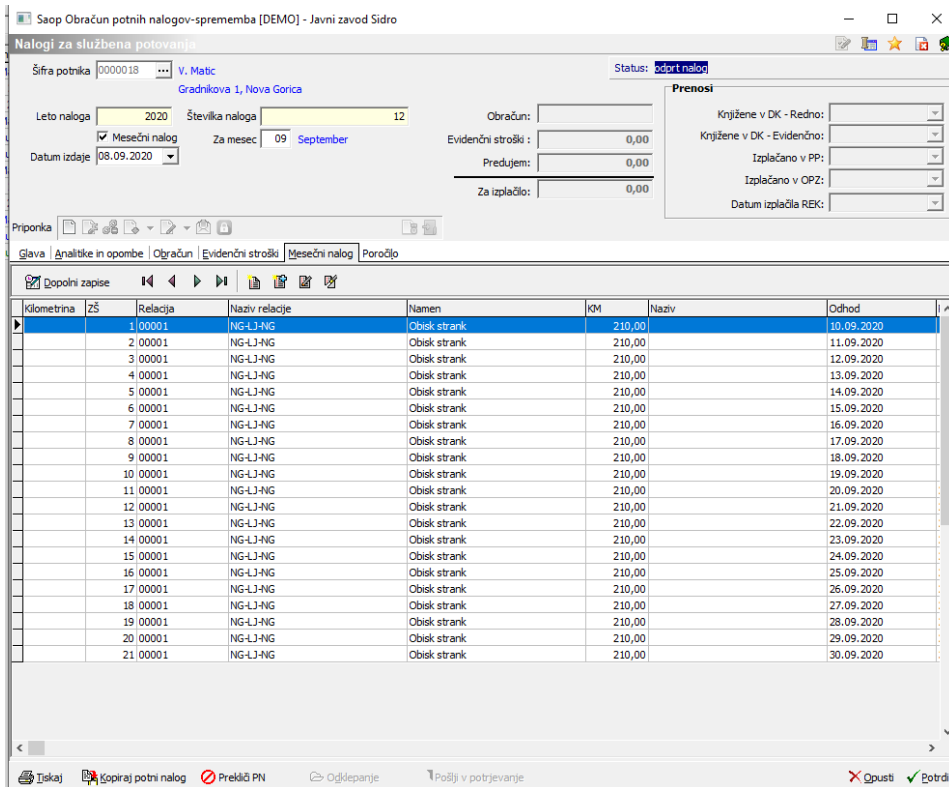 Saop Obračun potnih nalogov-sprememba [DEMO] - Javni zavod Sidro
Nalogi za službena potovanja
Šifra potnika 0000018 ... V. Matic
Status: odprt nalog
Gradnikova 1, Nova Gorica
Prenosi
Leto naloga 2020 Številka naloga 12
Obračun:
Knjižene v DK - Redno:
Mesečni nalog Za mesec 09 September
Evidenčni stroški : 0,00
Knjižene v DK - Evidenčno:
Datum izdaje 08.09.2020
Predujem: 0,00
Izplačano v PP:
Za izplačilo: 0,00
Izplačano v OPZ:
Datum izplačila REK:
Priponka
Glava Analitike in opombe Obračun Evidenčni stroški Mesečni nalog Poročilo
Dopolni zapise
Kilometrina ZŠ Relacija Naziv relacije Namen KM Naziv Odhod
1 00001 NG-LJ-NG Obisk strank 210,00 10.09.2020
2 00001 NG-LJ-NG Obisk strank 210,00 11.09.2020
3 00001 NG-LJ-NG Obisk strank 210,00 12.09.2020
4 00001 NG-LJ-NG Obisk strank 210,00 13.09.2020
5 00001 NG-LJ-NG Obisk strank 210,00 14.09.2020
6 00001 NG-LJ-NG Obisk strank 210,00 15.09.2020
7 00001 NG-LJ-NG Obisk strank 210,00 16.09.2020
8 00001 NG-LJ-NG Obisk strank 210,00 17.09.2020
9 00001 NG-LJ-NG Obisk strank 210,00 18.09.2020
10 00001 NG-LJ-NG Obisk strank 210,00 19.09.2020
11 00001 NG-LJ-NG Obisk strank 210,00 20.09.2020
12 00001 NG-LJ-NG Obisk strank 210,00 21.09.2020
13 00001 NG-LJ-NG Obisk strank 210,00 22.09.2020
14 00001 NG-LJ-NG Obisk strank 210,00 23.09.2020
15 00001 NG-LJ-NG Obisk strank 210,00 24.09.2020
16 00001 NG-LJ-NG Obisk strank 210,00 25.09.2020
17 00001 NG-LJ-NG Obisk strank 210,00 26.09.2020
18 00001 NG-LJ-NG Obisk strank 210,00 27.09.2020
19 00001 NG-LJ-NG Obisk strank 210,00 28.09.2020
20 00001 NG-LJ-NG Obisk strank 210,00 29.09.2020
21 00001 NG-LJ-NG Obisk strank 210,00 30.09.2020
Tiskaj Kopiraj potni nalog Prekliči PN Odklepanje Pošlji v potrjevanje Opusti Potrdi